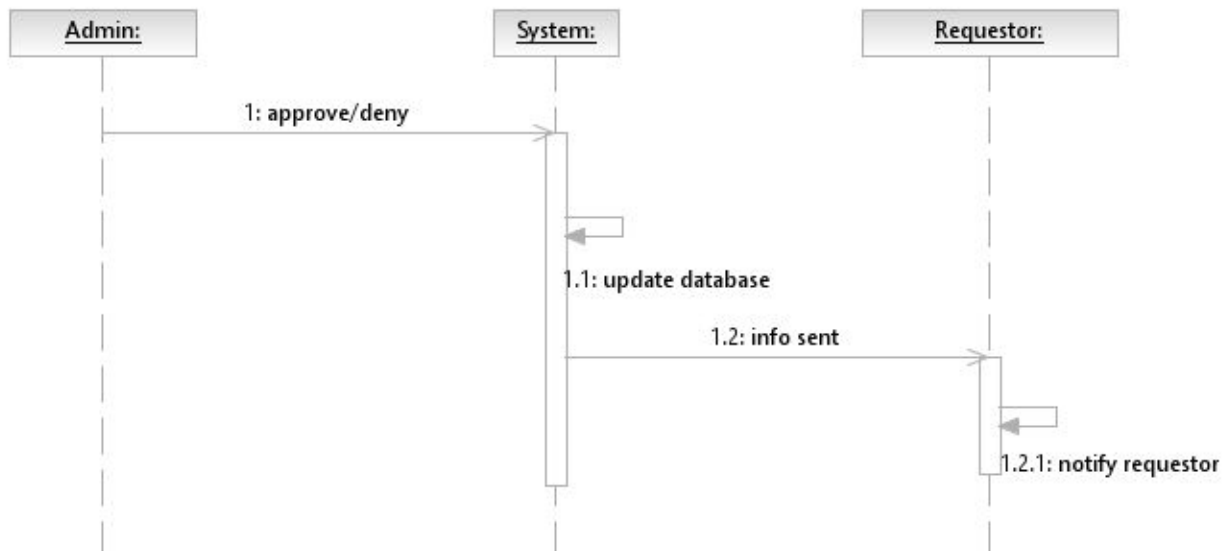 Admin:
System:
Requestor:
1: approve/deny
1.1: update database
1.2: info sent
1.2.1: notify requestor